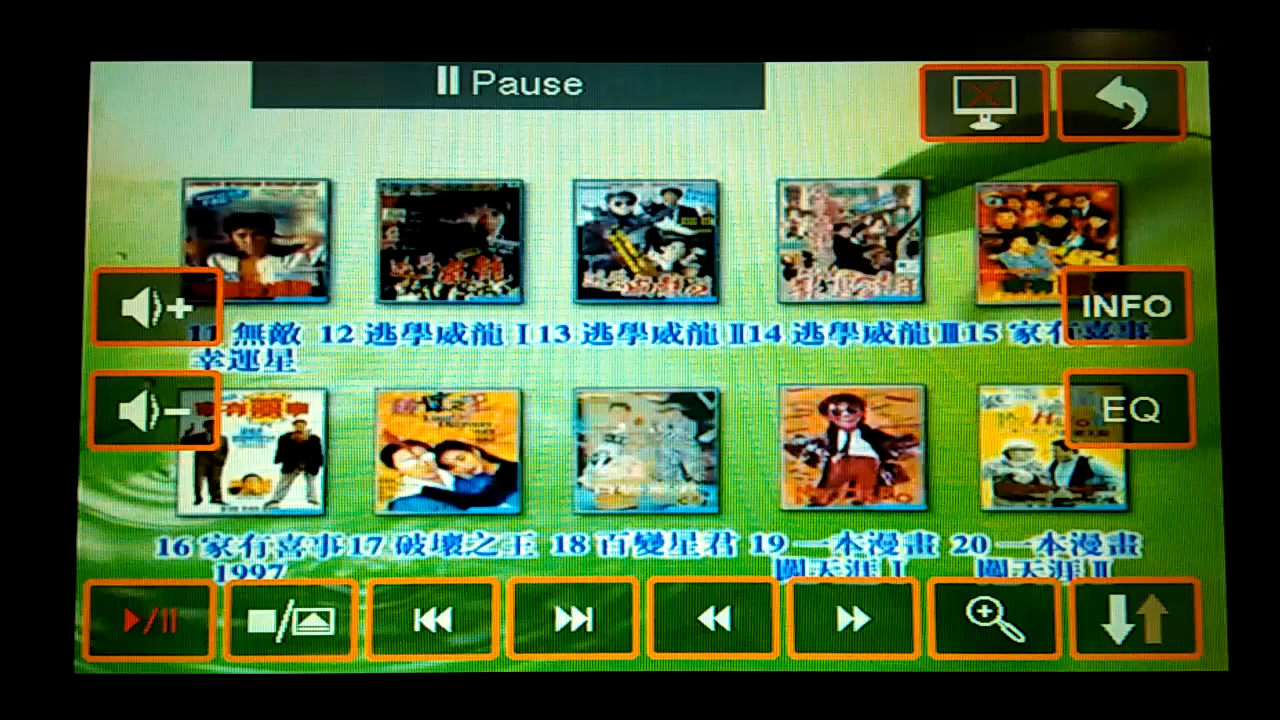 Pause
INFO
11 無敵
幸運星
12 逃學威龍 I
13 逃學威龍 II
14 逃學威龍 III
15 家有喜事
EQ
16 家有喜事
1997
17 破壞之王
18 百變星君
19 一本漫畫
闖天涯 I
20 一本漫畫
闖天涯 II